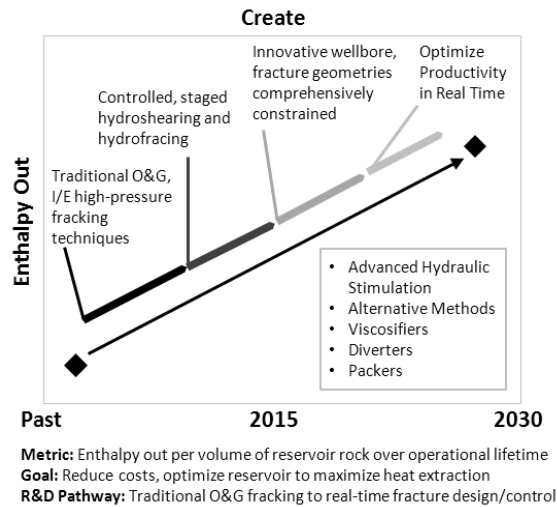 Create
Innovative wellbore,
fracture geometries
comprehensively
constrained
Optimize
Productivity
in Real Time
Controlled, staged
hydroshearing and
hydrofracing
Traditional O&G,
I/E high-pressure
fracking
techniques
Enthalpy Out
• Advanced Hydraulic
Stimulation
• Alternative Methods
• Viscosifiers
• Diverters
• Packers
Past 2015 2030
Metric: Enthalpy out per volume of reservoir rock over operational lifetime
Goal: Reduce costs, optimize reservoir to maximize heat extraction
R&D Pathway: Traditional O&G fracking to real-time fracture design/control